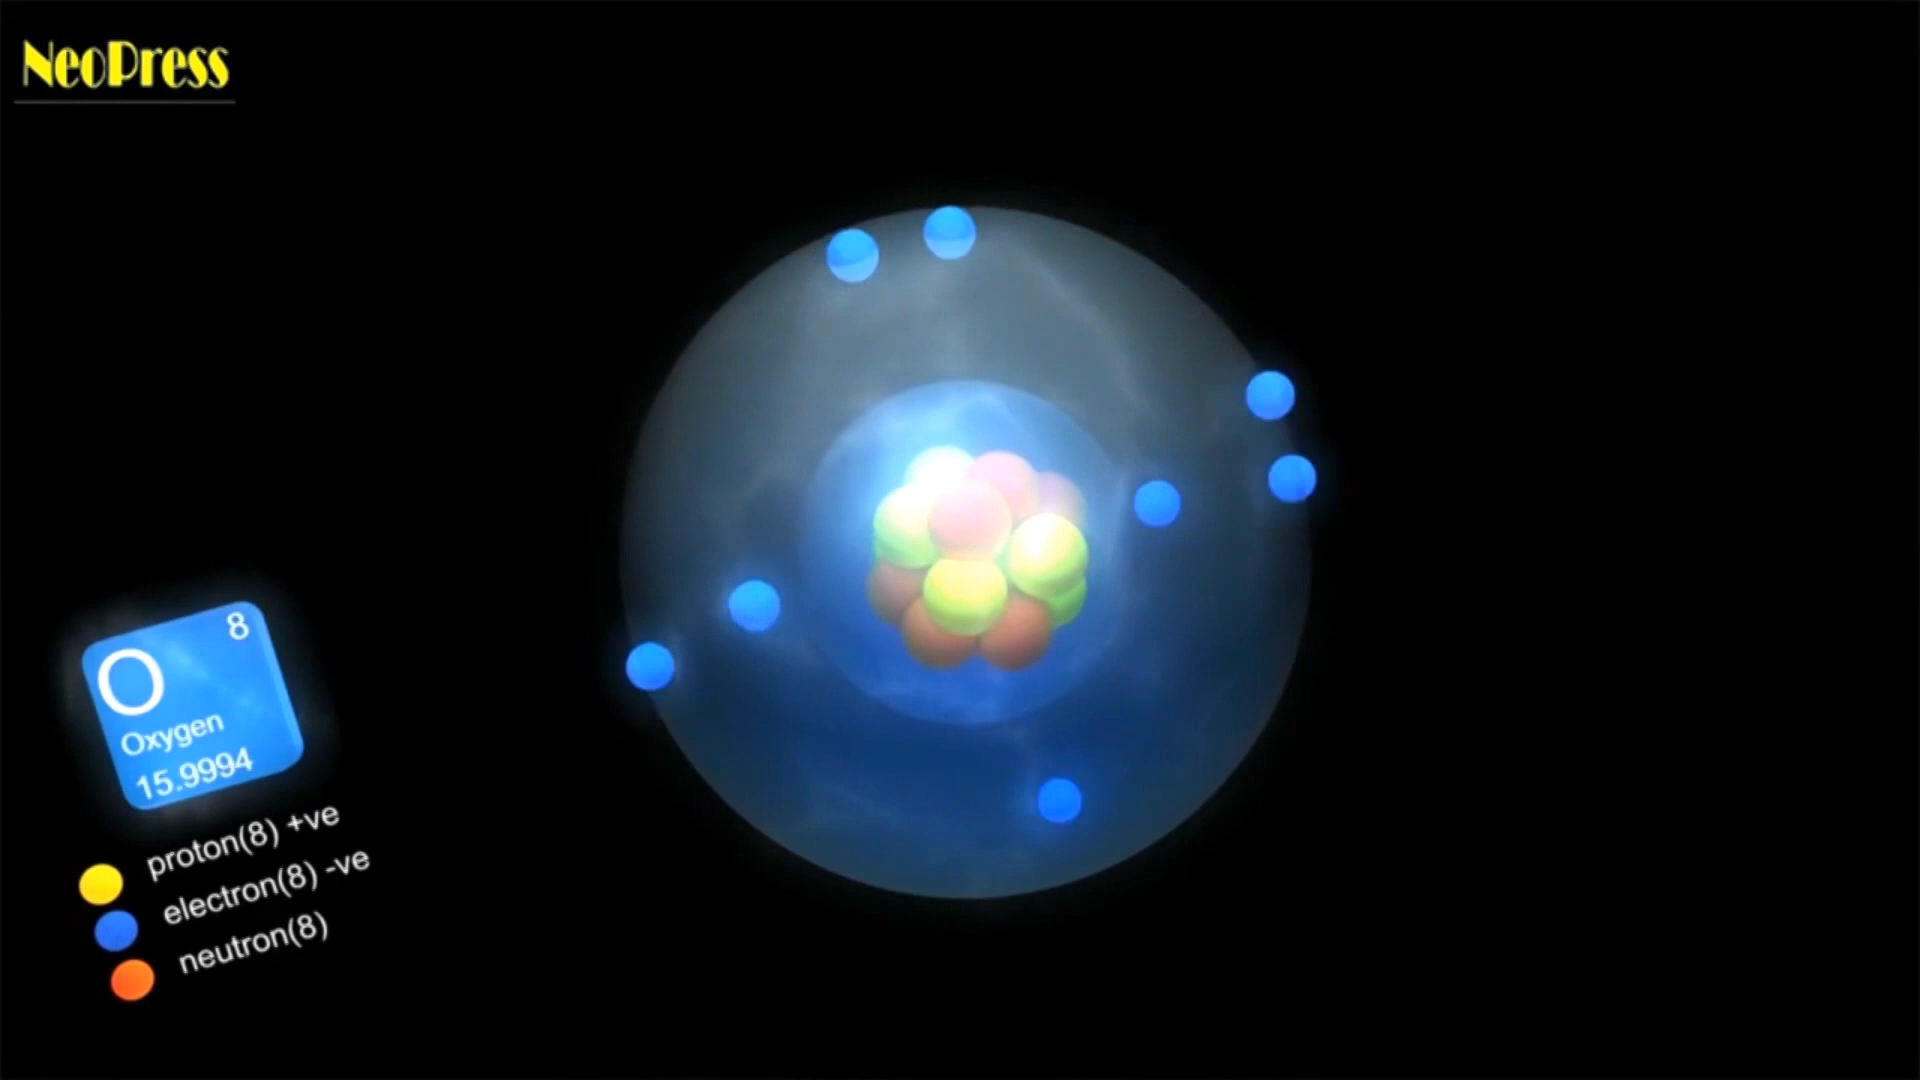 NeoPress
8
O
Oxygen
15.9994
proton(8) +ve
electron(8) -ve
neutron(8)